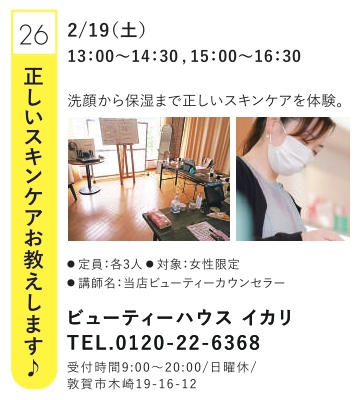 26
正しいスキンケアお教えします♪
2/19(土)
13:00〜14:30 , 15:00〜16:30
洗顔から保湿まで正しいスキンケアを体験。
●定員：各3人 ●対象：女性限定
●講師名：当店ビューティーカウンセラー
ビューティーハウス イカリ
TEL.0120-22-6368
受付時間9:00〜20:00/日曜休/
敦賀市木崎19-16-12